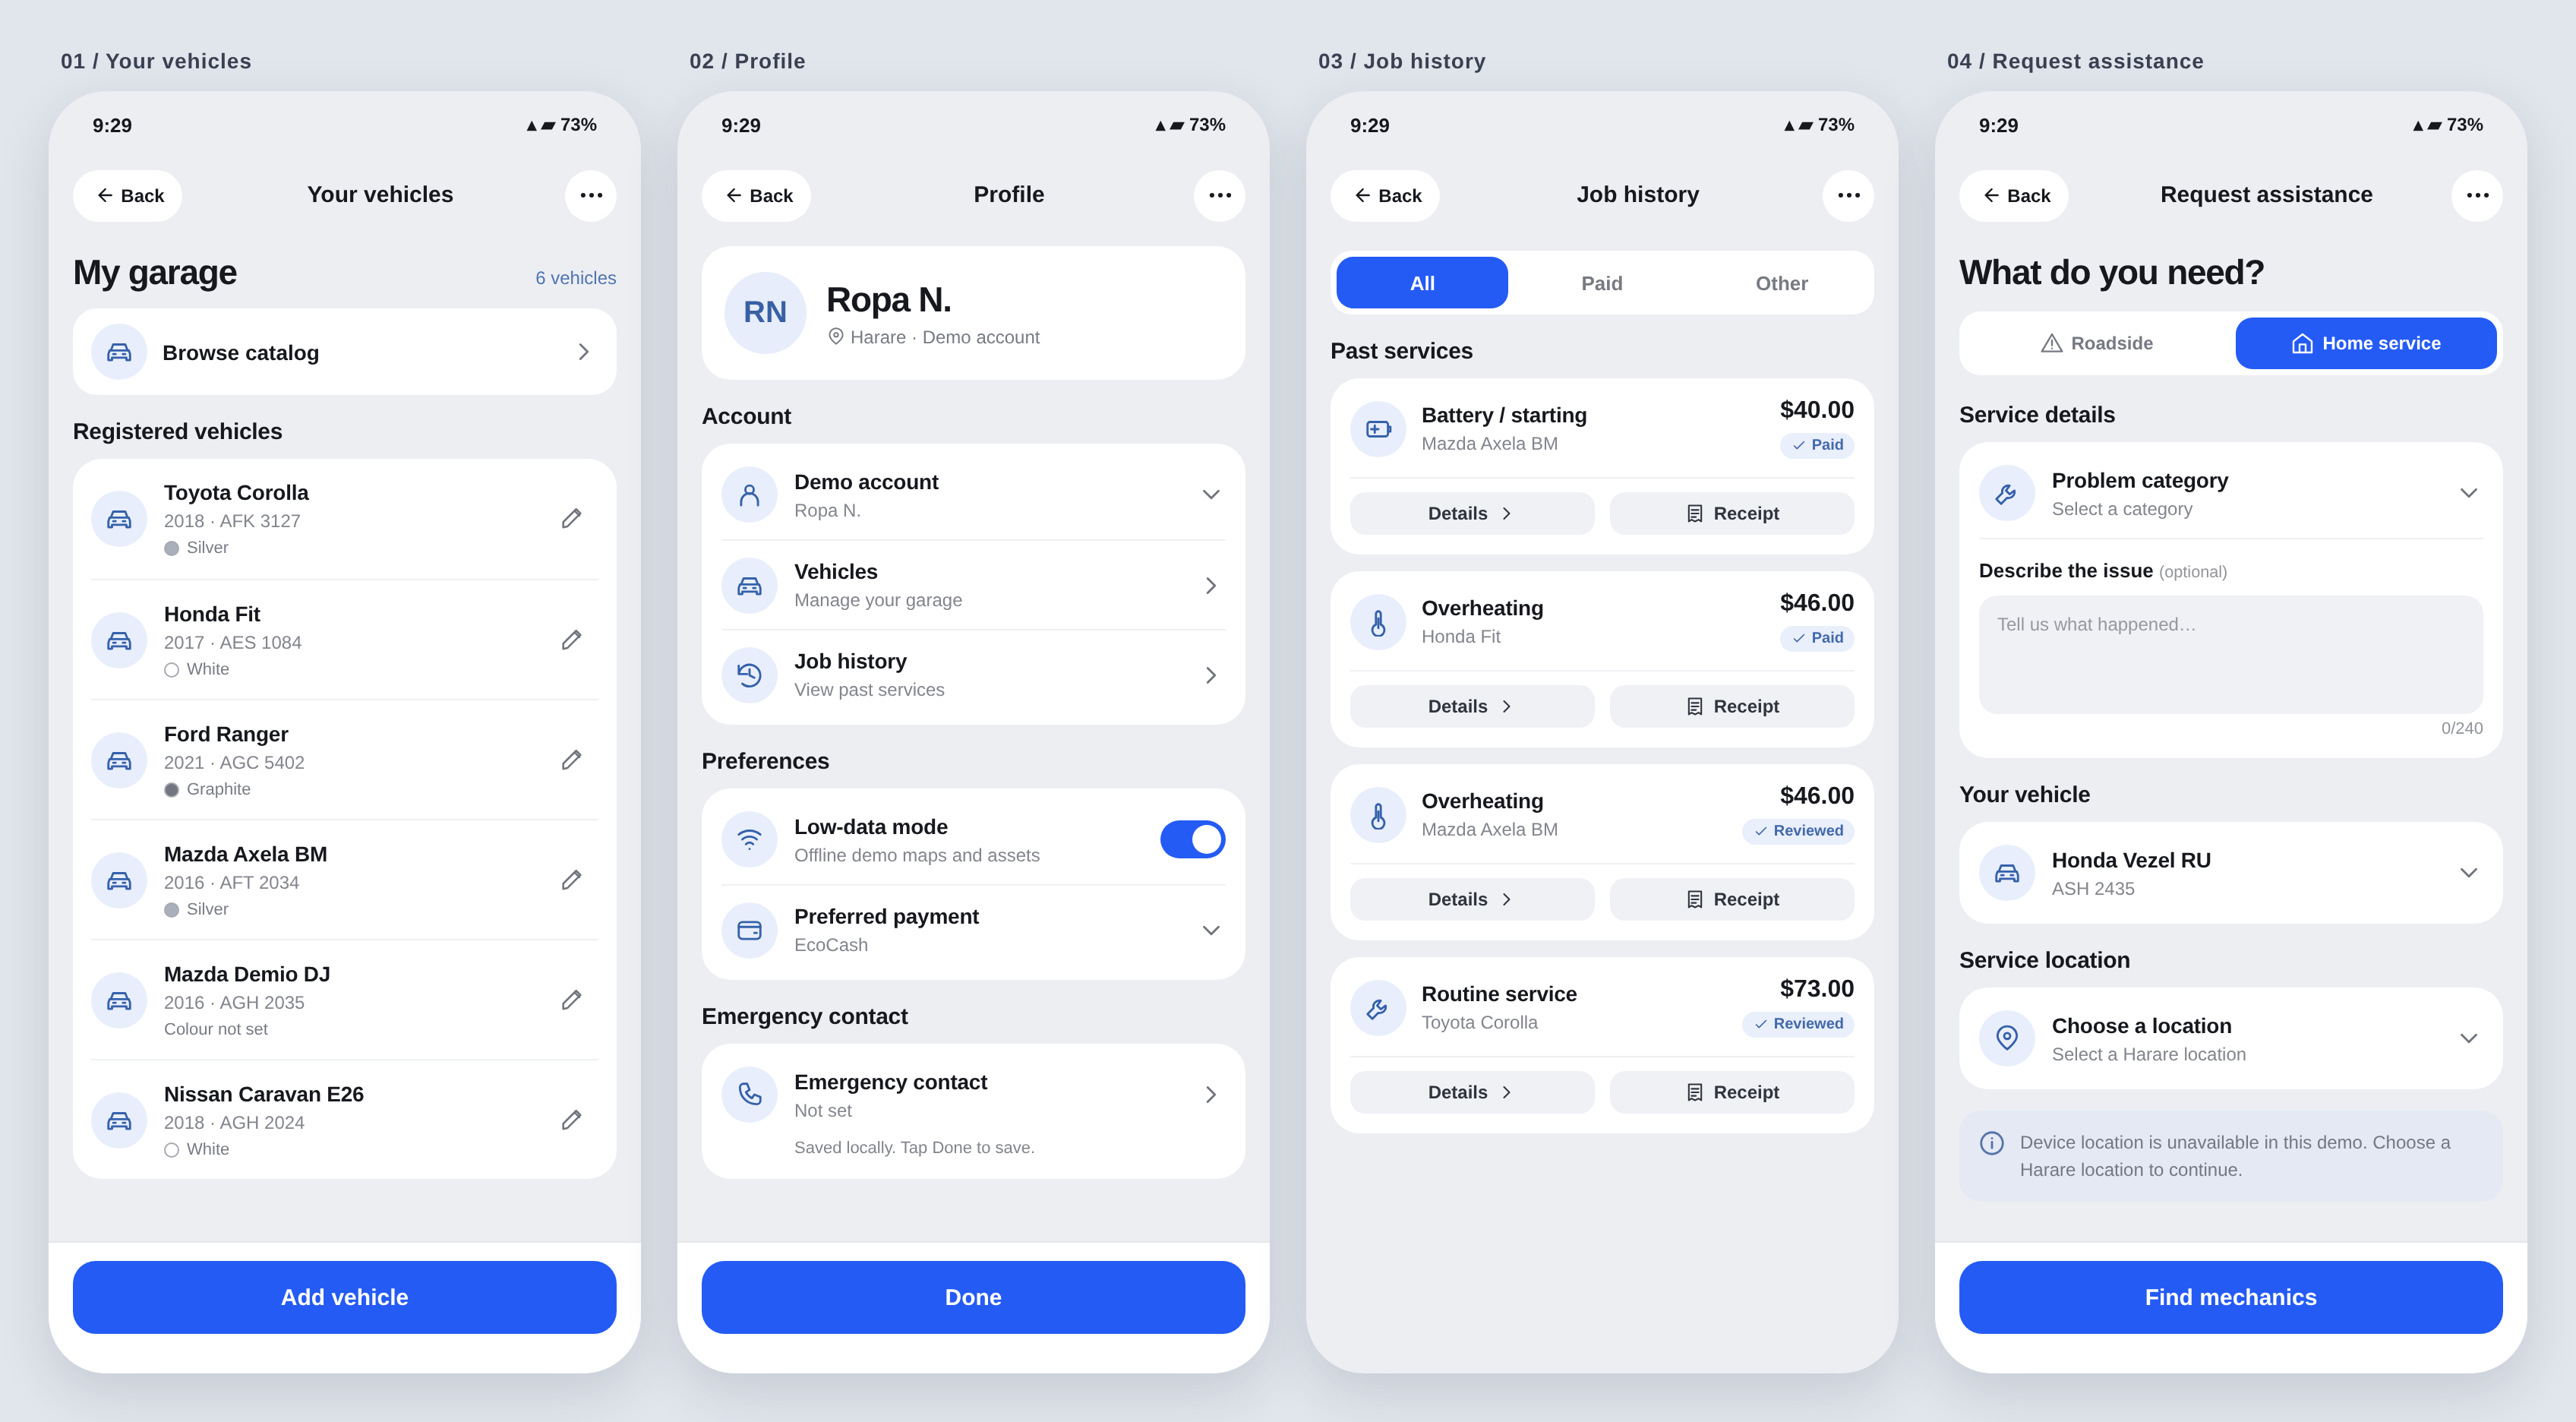 01 / Your vehicles
9:29
73%
Back
Your vehicles
My garage
6 vehicles
Browse catalog
Registered vehicles
Toyota Corolla
2018 · AFK 3127
Silver
Honda Fit
2017 · AES 1084
White
Ford Ranger
2021 · AGC 5402
Graphite
Mazda Axela BM
2016 · AFT 2034
Silver
Mazda Demio DJ
2016 · AGH 2035
Colour not set
Nissan Caravan E26
2018 · AGH 2024
White
Add vehicle
02 / Profile
9:29
73%
Back
Profile
RN
Ropa N.
Harare · Demo account
Account
Demo account
Ropa N.
Vehicles
Manage your garage
Job history
View past services
Preferences
Low-data mode
Offline demo maps and assets
Preferred payment
EcoCash
Emergency contact
Emergency contact
Not set
Saved locally. Tap Done to save.
Done
03 / Job history
9:29
73%
Back
Job history
All
Paid
Other
Past services
Battery / starting
Mazda Axela BM
$40.00
Paid
Details
Receipt
Overheating
Honda Fit
$46.00
Paid
Details
Receipt
Overheating
Mazda Axela BM
$46.00
Reviewed
Details
Receipt
Routine service
Toyota Corolla
$73.00
Reviewed
Details
Receipt
04 / Request assistance
9:29
73%
Back
Request assistance
What do you need?
Roadside
Home service
Service details
Problem category
Select a category
Describe the issue (optional)
Tell us what happened…
0/240
Your vehicle
Honda Vezel RU
ASH 2435
Service location
Choose a location
Select a Harare location
Device location is unavailable in this demo. Choose a
Harare location to continue.
Find mechanics